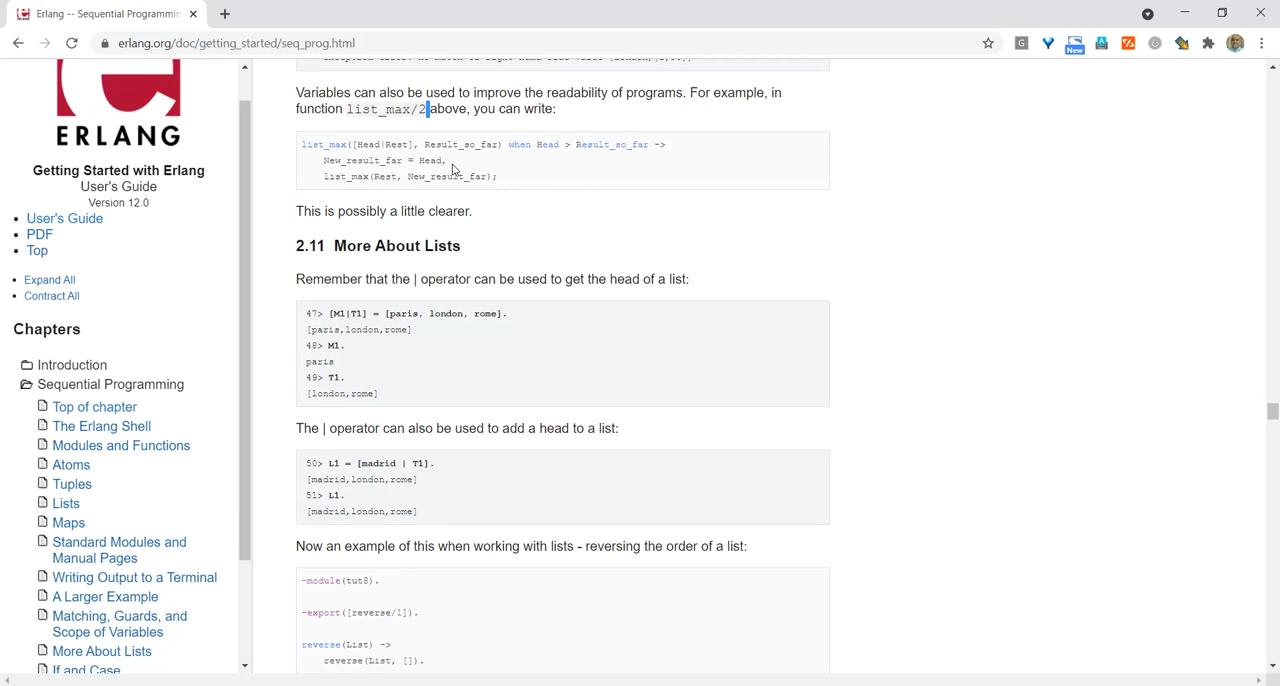 Erlang -- Sequential Programmin
erlang.org/doc/getting_started/seq_prog.html
New
ERLANG
Getting Started with Erlang
User's Guide
Version 12.0
User's Guide
PDF
Top
Expand All
Contract All
Chapters
Introduction
Sequential Programming
Top of chapter
The Erlang Shell
Modules and Functions
Atoms
Tuples
Lists
Maps
Standard Modules and
Manual Pages
Writing Output to a Terminal
A Larger Example
Matching, Guards, and
Scope of Variables
More About Lists
If and Case
Variables can also be used to improve the readability of programs. For example, in
function list_max/2 above, you can write:
list_max([Head|Rest], Result_so_far) when Head > Result_so_far ->
New_result_far = Head,
list_max(Rest, New_result_far);
This is possibly a little clearer.
2.11 More About Lists
Remember that the | operator can be used to get the head of a list:
47> [M1|T1] = [paris, london, rome].
[paris,london,rome]
48> M1.
paris
49> T1.
[london,rome]
The | operator can also be used to add a head to a list:
50> L1 = [madrid | T1].
[madrid,london,rome]
51> L1.
[madrid,london,rome]
Now an example of this when working with lists - reversing the order of a list:
-module(tut8).
-export([reverse/1]).
reverse(List) ->
reverse(List, []).